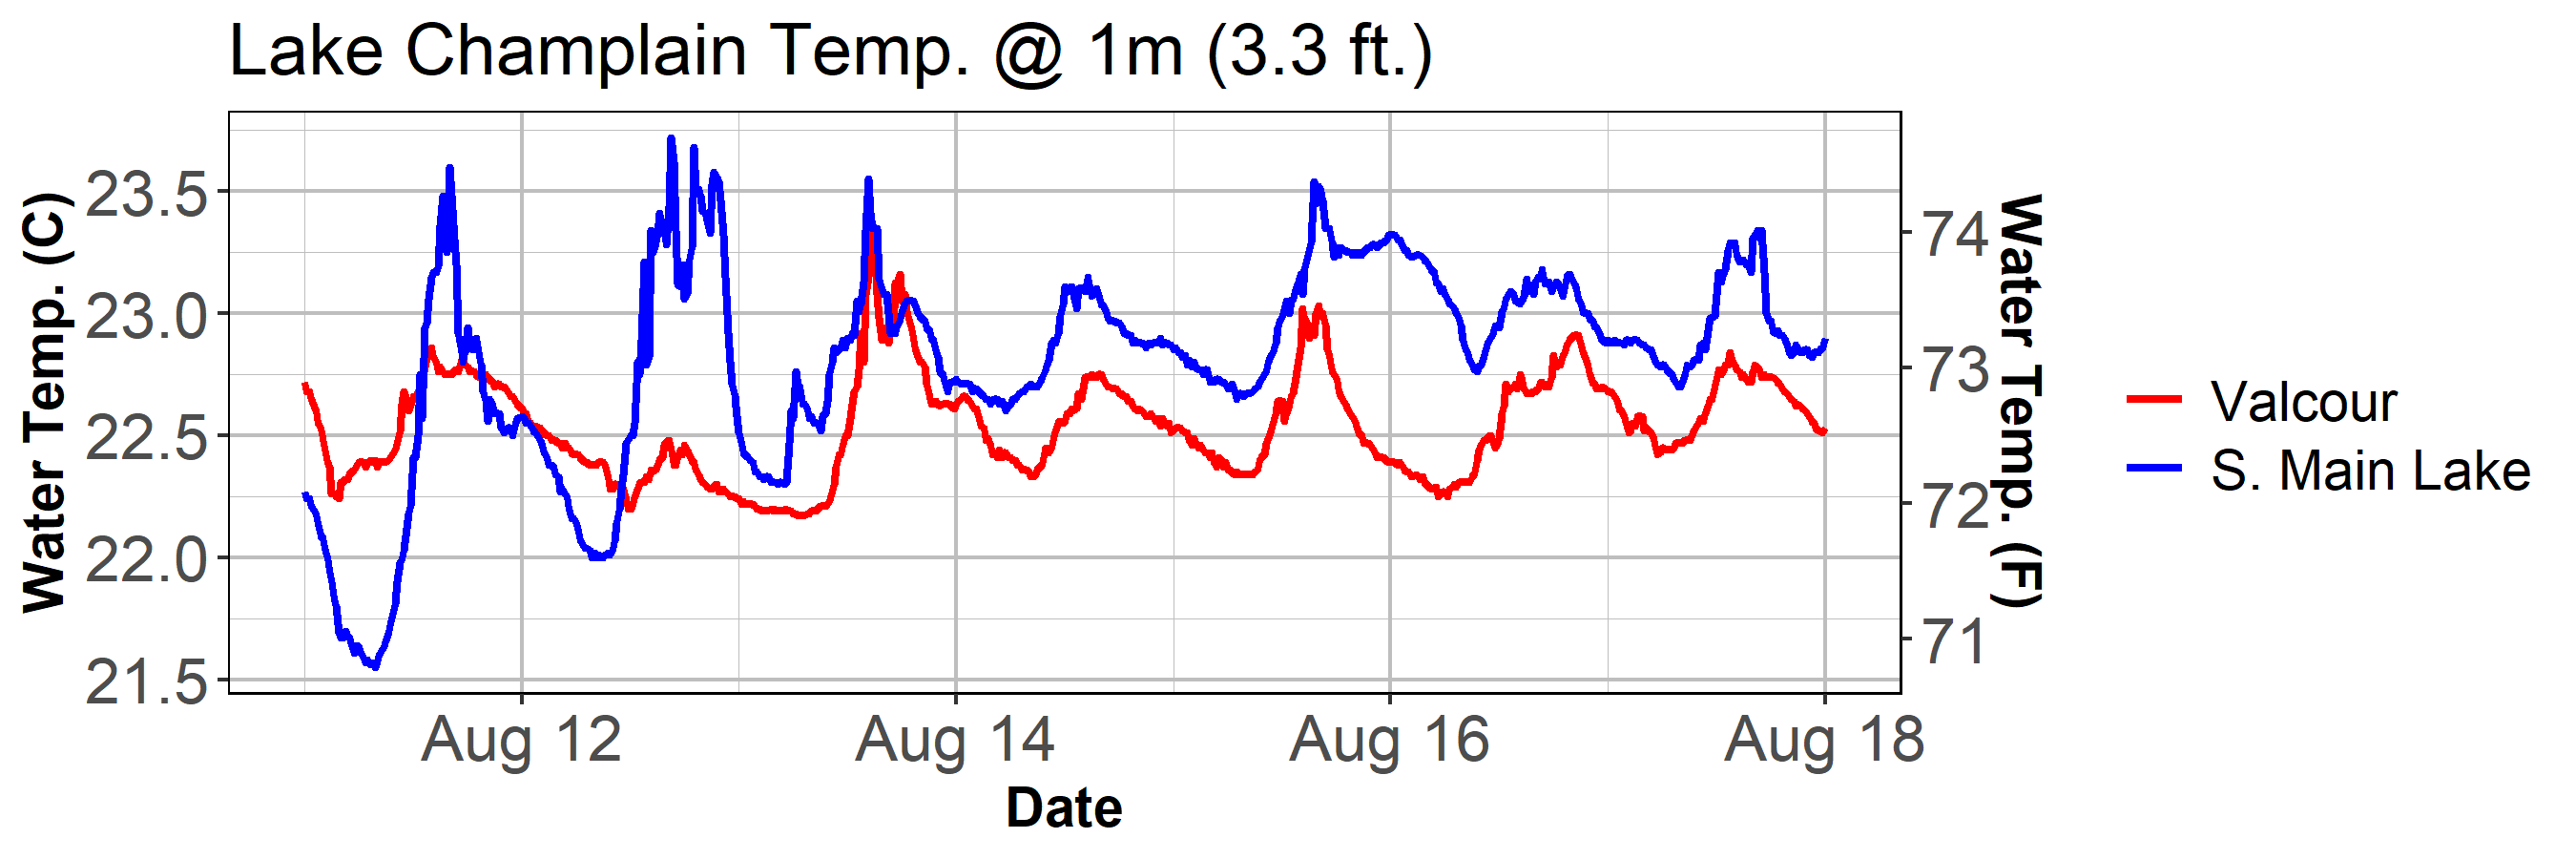 Lake Champlain Temp. @ 1m (3.3 ft.)
Water Temp. (C)
23.5
23.0
22.5
22.0
21.5
74
73
72
71
Water Temp. (F)
Aug 12
Aug 14
Aug 16
Aug 18
Date
Valcour
S. Main Lake